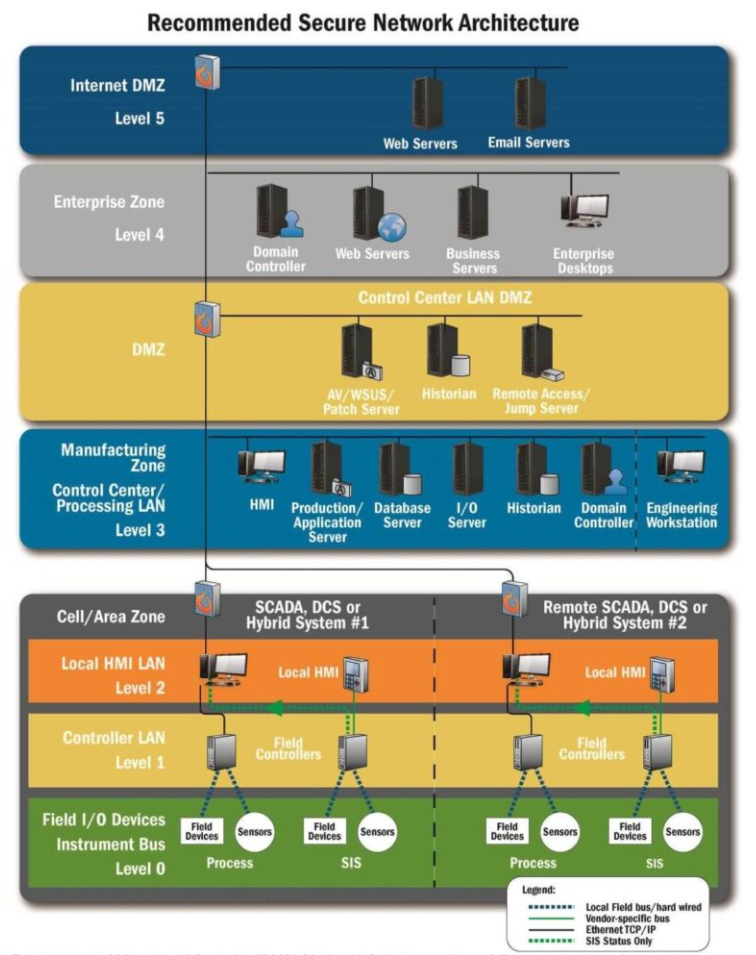 Recommended Secure Network Architecture
Internet DMZ
Level 5
Web Servers
Email Servers
Enterprise Zone
Level 4
Domain
Controller
Web Servers
Business
Servers
Enterprise
Desktops
Control Center LAN DMZ
DMZ
AV/WSUS/
Patch Server
Historian
Remote Access/
Jump Server
Manufacturing
Zone
Control Center/
Processing LAN
Level 3
HMI
Production/
Application
Server
Database
Server
I/O
Server
Historian
Domain
Controller
Engineering
Workstation
Cell/Area Zone
SCADA, DCS or
Hybrid System #1
Remote SCADA, DCS or
Hybrid System #2
Local HMI LAN
Level 2
Local HMI
Local HMI
Controller LAN
Level 1
Field
Controllers
Field
Controllers
Field I/O Devices
Instrument Bus
Level 0
Field
Devices
Sensors
Process
Field
Devices
Sensors
SIS
Field
Devices
Sensors
Process
Field
Devices
Sensors
SIS
Legend:
Local Field bus/hard wired
Vendor-specific bus
Ethernet TCP/IP
SIS Status Only